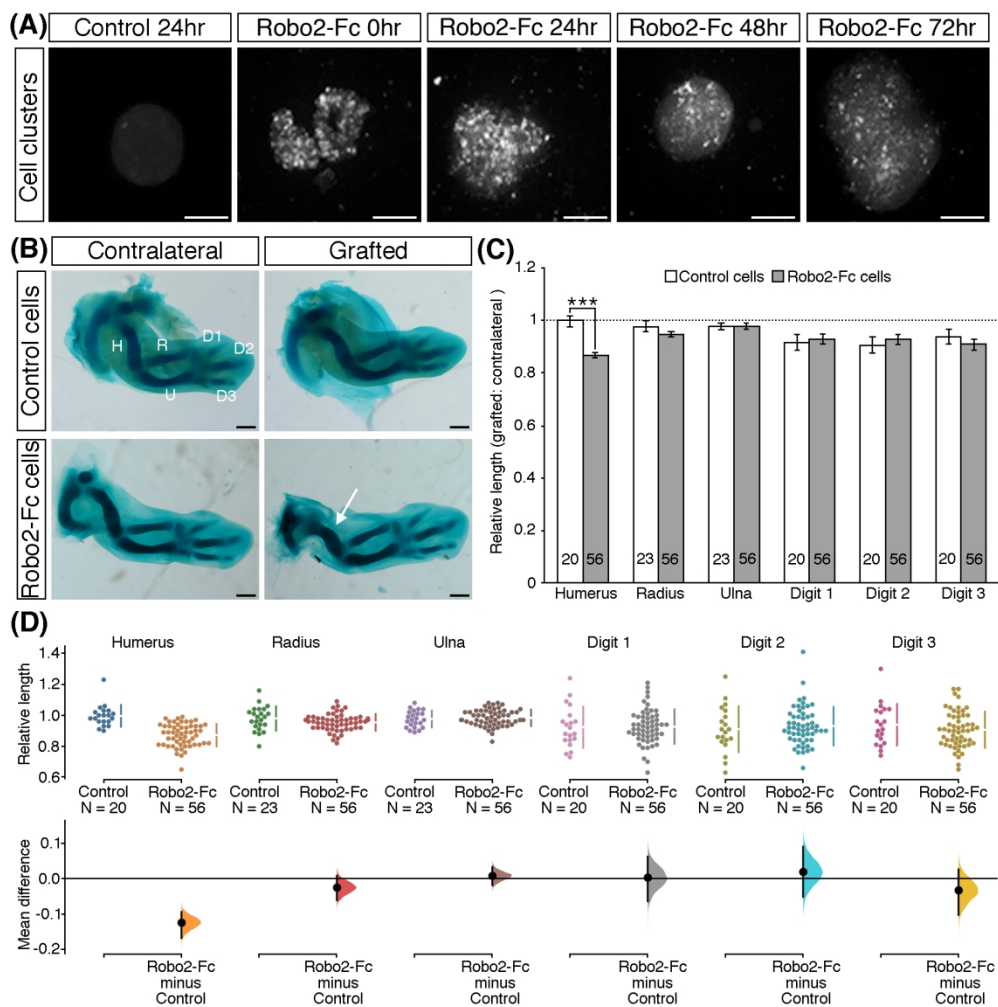 (A)
Control 24hr
Robo2-Fc 0hr
Robo2-Fc 24hr
Robo2-Fc 48hr
Robo2-Fc 72hr
Cell clusters
(B)
Contralateral
Grafted
Control cells
H
R
D1
D2
U
D3
Robo2-Fc cells
(C)
Relative length (grafted: contralateral )
1.2
1
0.8
0.6
0.4
0.2
0
Control cells
Robo2-Fc cells
***
20 56 23 56 23 56 20 56 20 56 20 56
Humerus Radius Ulna Digit 1 Digit 2 Digit 3
(D)
Humerus Radius Ulna Digit 1 Digit 2 Digit 3
Relative length
1.4
1.0
0.8
0.6
Control Robo2-Fc Control Robo2-Fc Control Robo2-Fc Control Robo2-Fc Control Robo2-Fc Control Robo2-Fc
N = 20 N = 56 N = 23 N = 56 N = 23 N = 56 N = 20 N = 56 N = 20 N = 56 N = 20 N = 56
Mean difference
0.1
0.0
-0.1
-0.2
Robo2-Fc Robo2-Fc Robo2-Fc Robo2-Fc Robo2-Fc Robo2-Fc
minus minus minus minus minus minus
Control Control Control Control Control Control